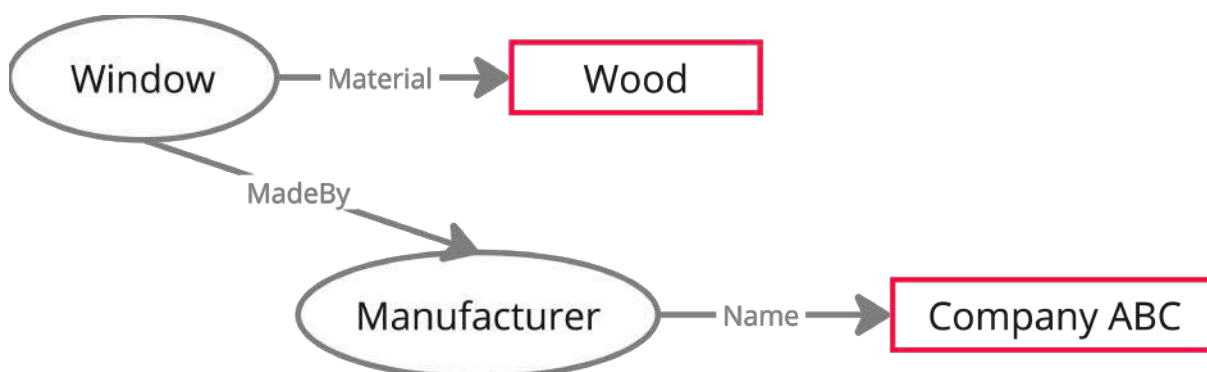 Window
Material
Wood
MadeBy
Manufacturer
Name
Company ABC